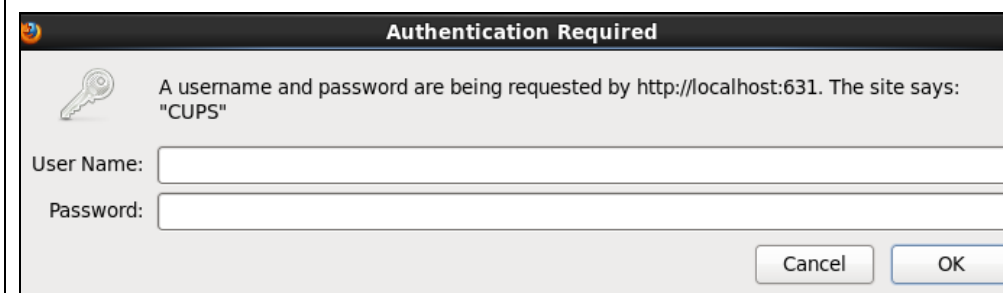 Authentication Required
A username and password are being requested by http://localhost:631. The site says:
"CUPS"
User Name:
Password:
Cancel
OK